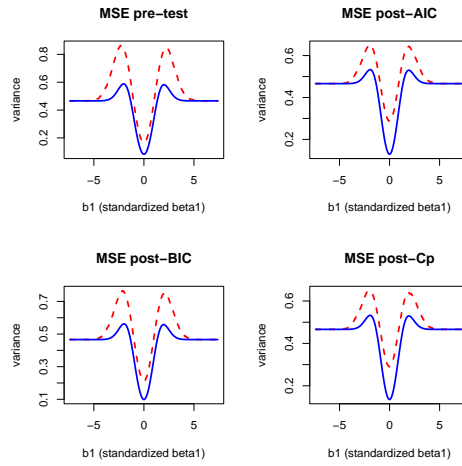 MSE pre−test
variance
0.2 0.4 0.6 0.8
−5 0 5
b1 (standardized beta1)
MSE post−AIC
variance
0.2 0.4 0.6
−5 0 5
b1 (standardized beta1)
MSE post−BIC
variance
0.1 0.3 0.5 0.7
−5 0 5
b1 (standardized beta1)
MSE post−Cp
variance
0.2 0.4 0.6
−5 0 5
b1 (standardized beta1)